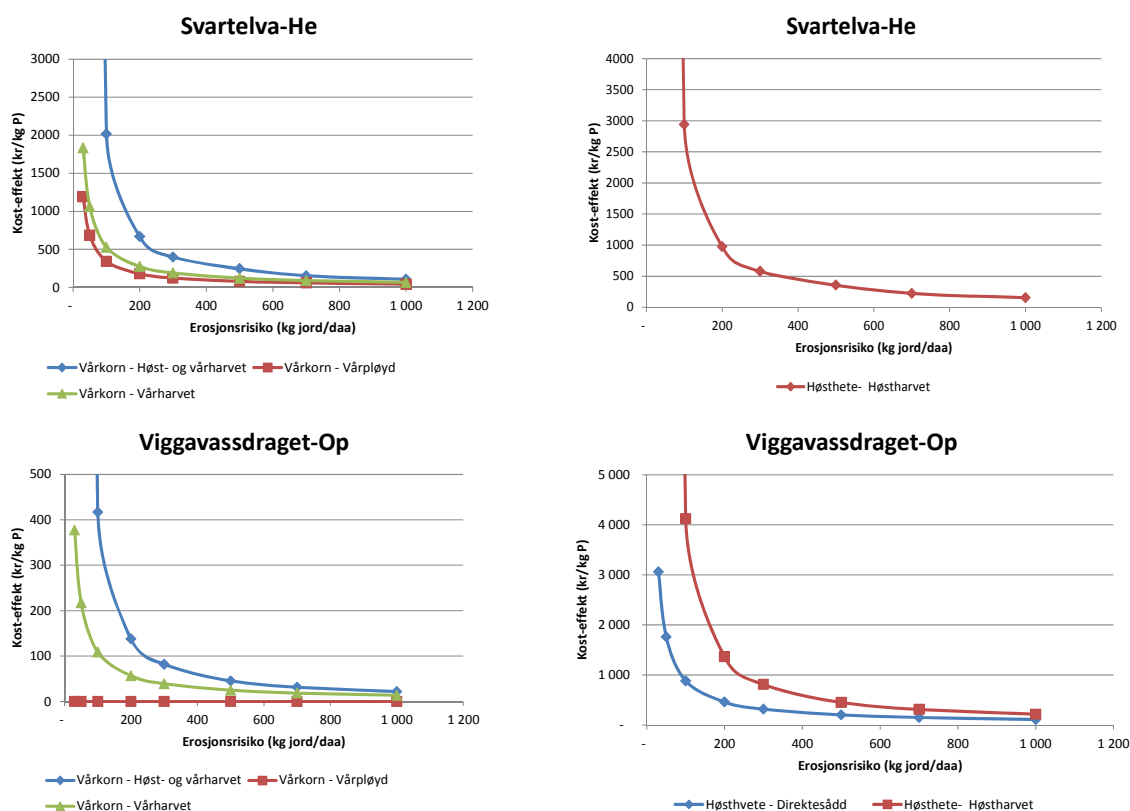 Svartelva-He
Kost-effekt (kr/kg P)
3000
2500
2000
1500
1000
500
0
- 200 400 600 800 1 000 1 200
Erosjonsrisiko (kg jord/daa)
Vårkorn - Høst- og vårharvet Vårkorn - Vårpløyd
Vårkorn - Vårharvet
Svartelva-He
Kost-effekt (kr/kg P)
4000
3500
3000
2500
2000
1500
1000
500
0
- 200 400 600 800 1 000 1 200
Erosjonsrisiko (kg jord/daa)
Høsthete- Høstharvet
Viggavassdraget-Op
Kost-effekt (kr/kg P)
500
400
300
200
100
0
- 200 400 600 800 1 000 1 200
Erosjonsrisiko (kg jord/daa)
Vårkorn - Høst- og vårharvet Vårkorn - Vårpløyd
Vårkorn - Vårharvet
Viggavassdraget-Op
Kost-effekt (kr/kg P)
5 000
4 000
3 000
2 000
1 000
-
- 200 400 600 800 1 000 1 200
Erosjonsrisiko (kg jord/daa)
Høsthvete - Direktesådd Høsthete- Høstharvet